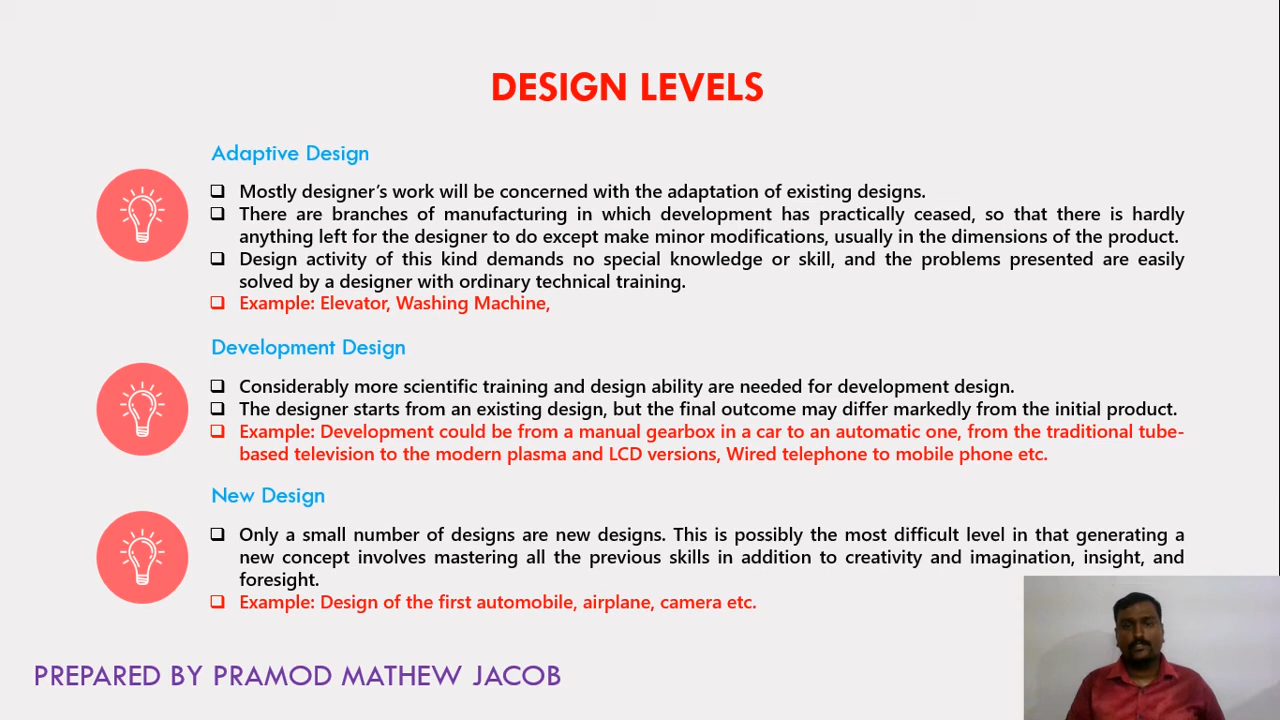 DESIGN LEVELS
Adaptive Design
Mostly designer’s work will be concerned with the adaptation of existing designs.
There are branches of manufacturing in which development has practically ceased, so that there is hardly
anything left for the designer to do except make minor modifications, usually in the dimensions of the product.
Design activity of this kind demands no special knowledge or skill, and the problems presented are easily
solved by a designer with ordinary technical training.
Example: Elevator, Washing Machine,
Development Design
Considerably more scientific training and design ability are needed for development design.
The designer starts from an existing design, but the final outcome may differ markedly from the initial product.
Example: Development could be from a manual gearbox in a car to an automatic one, from the traditional tube-
based television to the modern plasma and LCD versions, Wired telephone to mobile phone etc.
New Design
Only a small number of designs are new designs. This is possibly the most difficult level in that generating a
new concept involves mastering all the previous skills in addition to creativity and imagination, insight, and
foresight.
Example: Design of the first automobile, airplane, camera etc.
PREPARED BY PRAMOD MATHEW JACOB